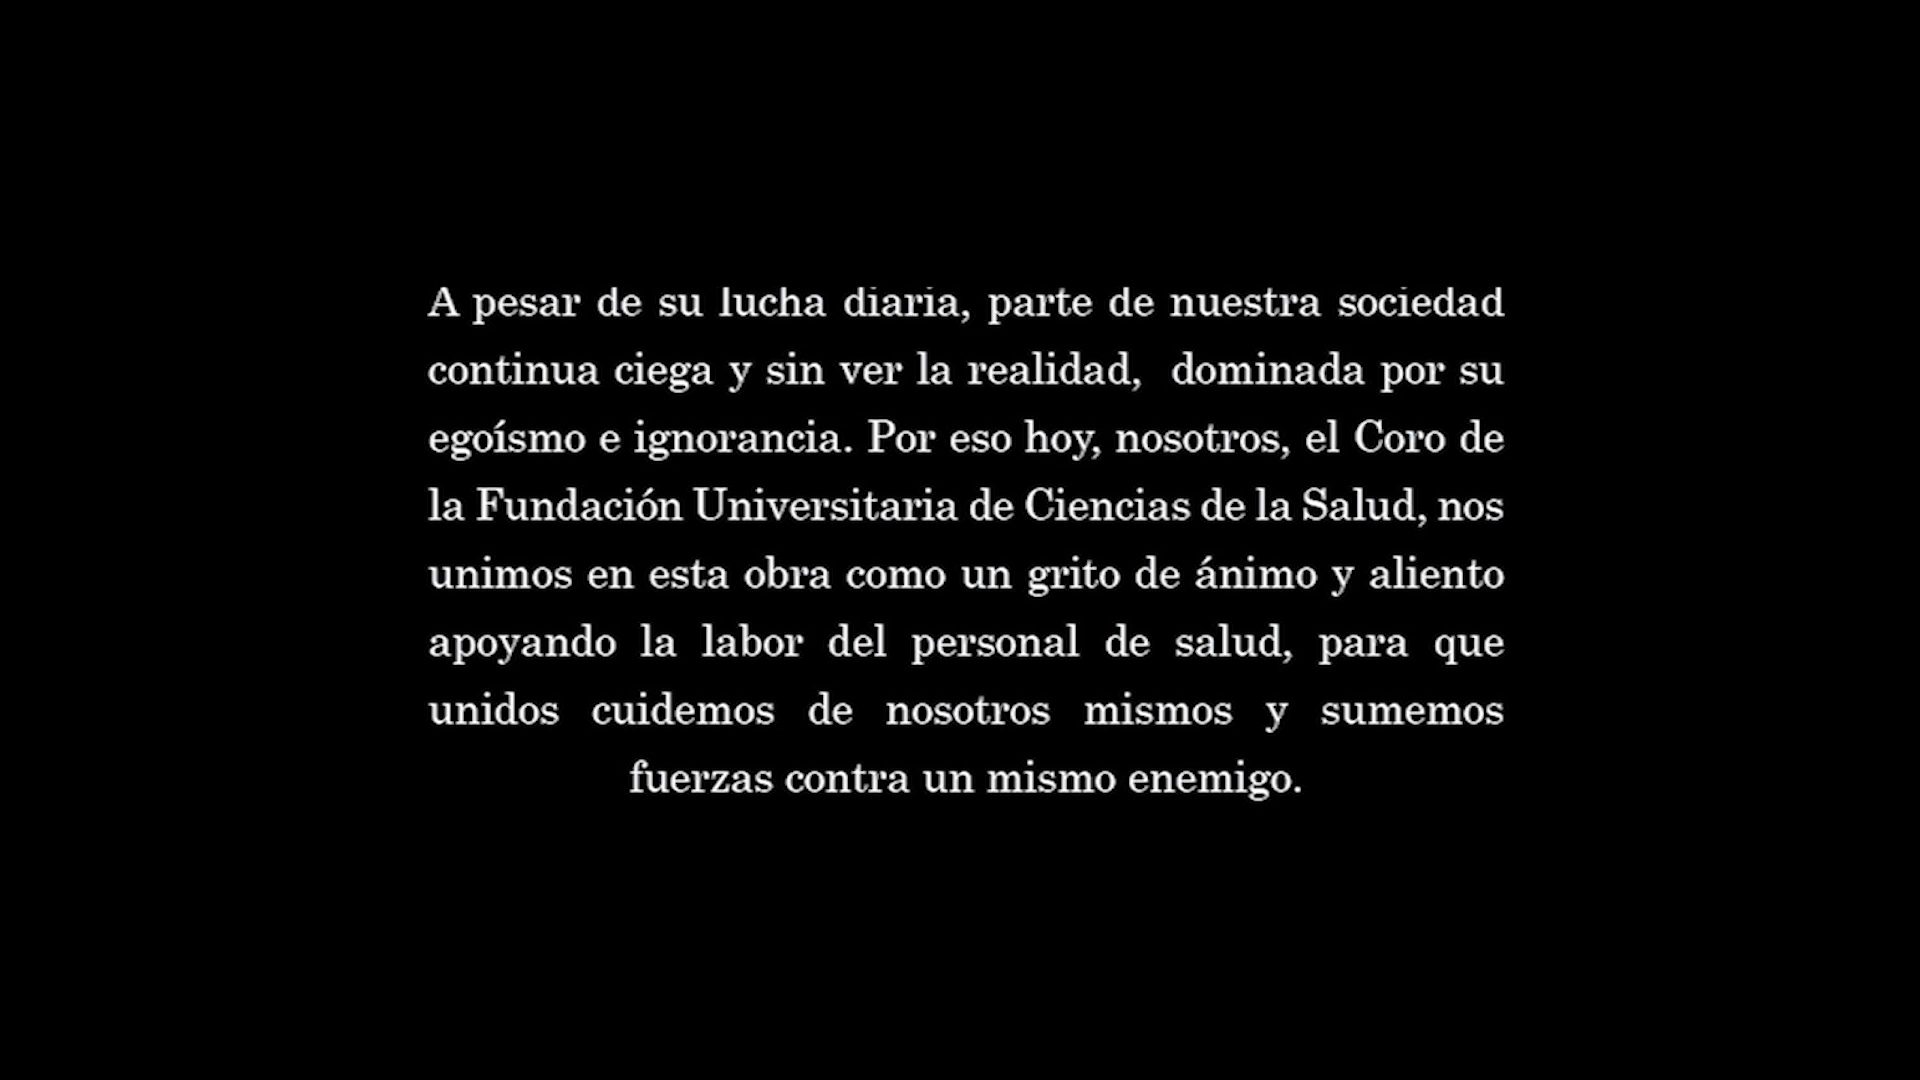 A pesar de su lucha diaria, parte de nuestra sociedad
continua ciega y sin ver la realidad,  dominada por su
egoísmo e ignorancia. Por eso hoy, nosotros, el Coro de
la Fundación Universitaria de Ciencias de la Salud, nos
unimos en esta obra como un grito de ánimo y aliento
apoyando la labor del personal de salud, para que
unidos cuidemos de nosotros mismos y sumemos
fuerzas contra un mismo enemigo.